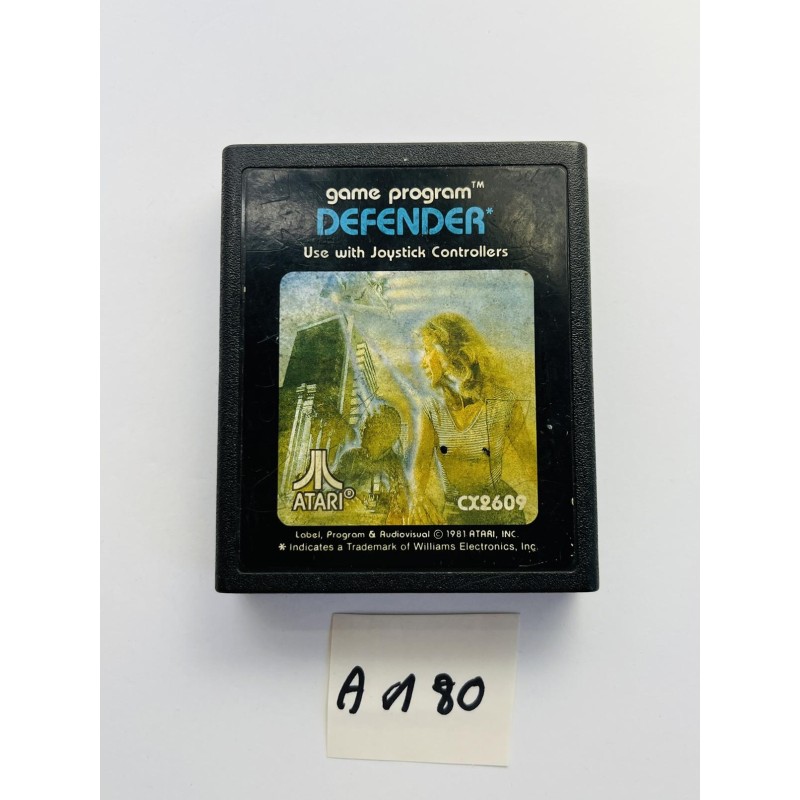 game program™
DEFENDER*
Use with Joystick Controllers
ATARI®
CX2609
Label, Program & Audiovisual © 1981 ATARI, INC.
* Indicates a Trademark of Williams Electronics, Inc.
A 180